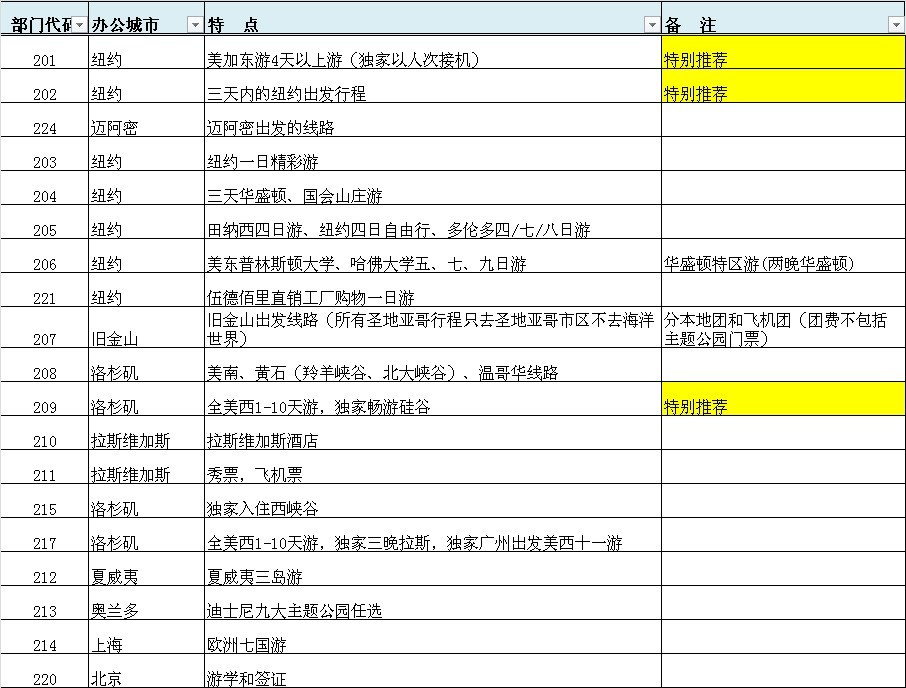 部门代码 办公城市 特 点 备 注
201 纽约 美加东游4天以上游（独家以人次接机） 特别推荐
202 纽约 三天内的纽约出发行程 特别推荐
224 迈阿密 迈阿密出发的线路
203 纽约 纽约一日精彩游
204 纽约 三天华盛顿、国会山庄游
205 纽约 田纳西四日游、纽约四日自由行、多伦多四/七/八日游
206 纽约 美东普林斯顿大学、哈佛大学五、七、九日游 华盛顿特区游(两晚华盛顿)
221 纽约 伍德佰里直销工厂购物一日游
207 旧金山 旧金山出发线路（所有圣地亚哥行程只去圣地亚哥市区不去海洋
世界） 分本地团和飞机团（团费不包括
主题公园门票）
208 洛杉矶 美南、黄石（羚羊峡谷、北大峡谷）、温哥华线路
209 洛杉矶 全美西1-10天游，独家畅游硅谷 特别推荐
210 拉斯维加斯 拉斯维加斯酒店
211 拉斯维加斯 秀票，飞机票
215 洛杉矶 独家入住西峡谷
217 洛杉矶 全美西1-10天游，独家三晚拉斯，独家广州出发美西十一游
212 夏威夷 夏威夷三岛游
213 奥兰多 迪士尼九大主题公园任选
214 上海 欧洲七国游
220 北京 游学和签证